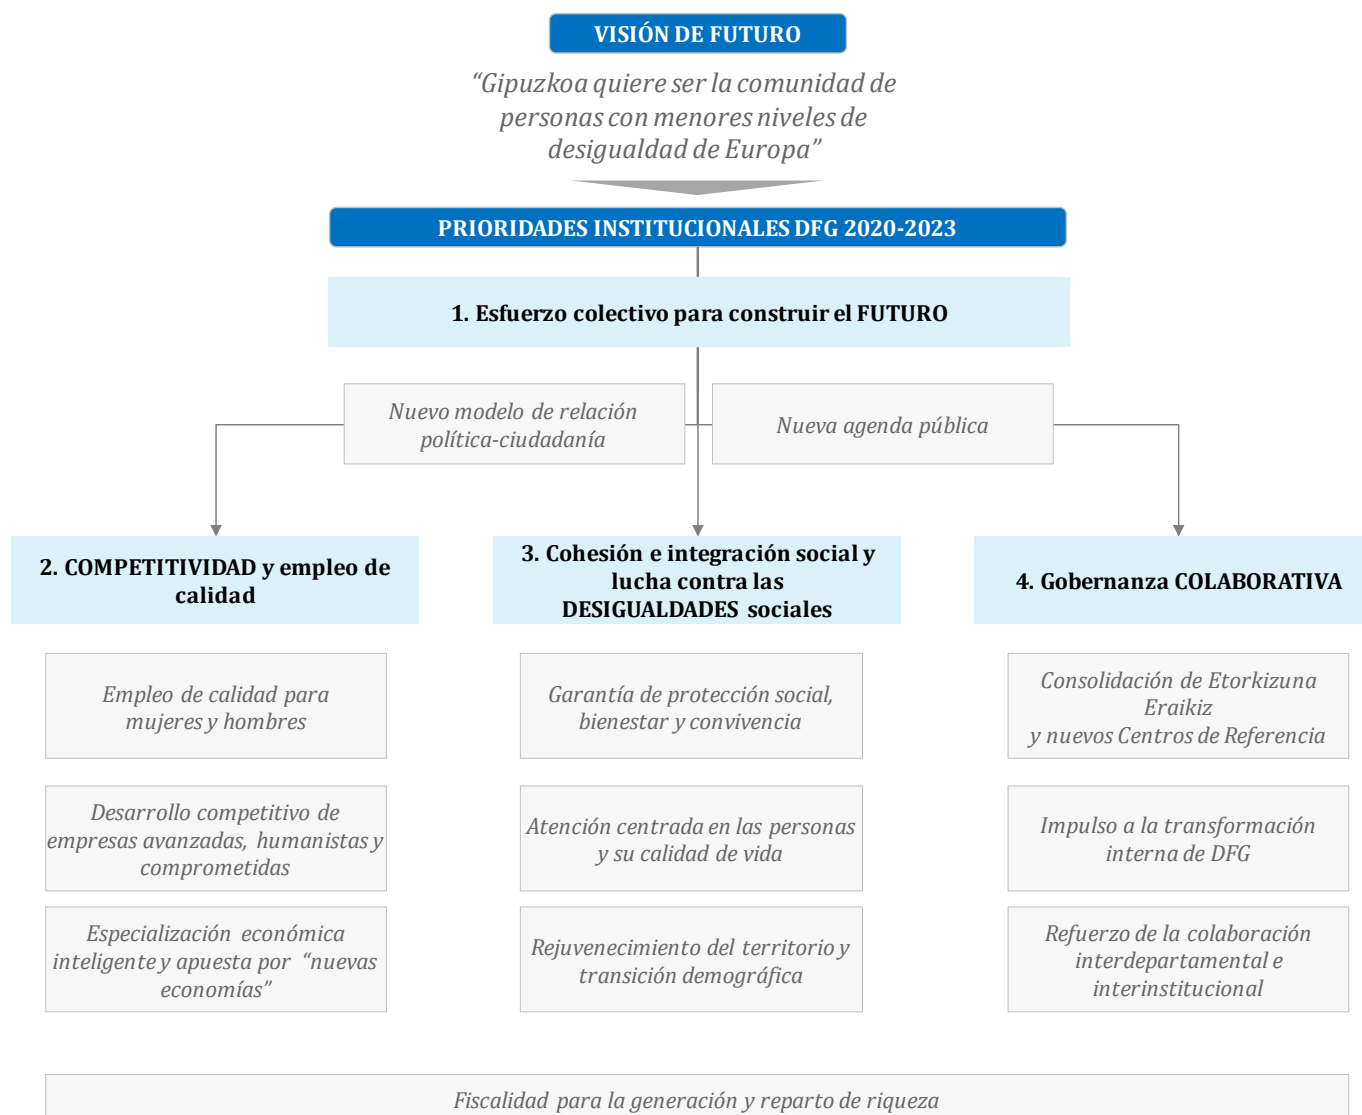 VISIÓN DE FUTURO
“Gipuzkoa quiere ser la comunidad de
personas con menores niveles de
desigualdad de Europa”
PRIORIDADES INSTITUCIONALES DFG 2020-2023
1. Esfuerzo colectivo para construir el FUTURO
Nuevo modelo de relación
política-ciudadanía
Nueva agenda pública
2. COMPETITIVIDAD y empleo de
calidad
3. Cohesión e integración social y
lucha contra las
DESIGUALDADES sociales
4. Gobernanza COLABORATIVA
Empleo de calidad para
mujeres y hombres
Garantía de protección social,
bienestar y convivencia
Consolidación de Etorkizuna
Eraikiz
y nuevos Centros de Referencia
Desarrollo competitivo de
empresas avanzadas, humanistas y
comprometidas
Atención centrada en las personas
y su calidad de vida
Impulso a la transformación
interna de DFG
Especialización económica
inteligente y apuesta por “nuevas
economías”
Rejuvenecimiento del territorio y
transición demográfica
Refuerzo de la colaboración
interdepartamental e
interinstitucional
Fiscalidad para la generación y reparto de riqueza